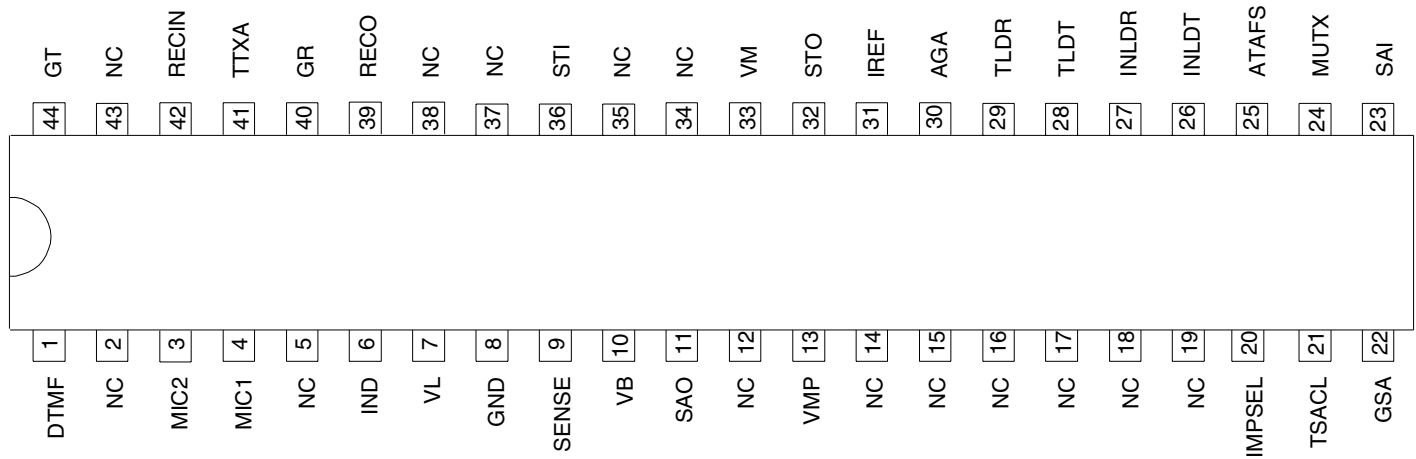 GT NC RECIN TTXA GR RECO NC NC STI NC NC VM STO IREF AGA TLDR TLDT INLDR INLDT ATAFS MUTX SAI
44 43 42 41 40 39 38 37 36 35 34 33 32 31 30 29 28 27 26 25 24 23
1 2 3 4 5 6 7 8 9 10 11 12 13 14 15 16 17 18 19 20 21 22
DTMF NC MIC2 MIC1 NC IND VL GND SENSE VB SAO NC VMP NC NC NC NC NC NC IMPSEL TSACL GSA